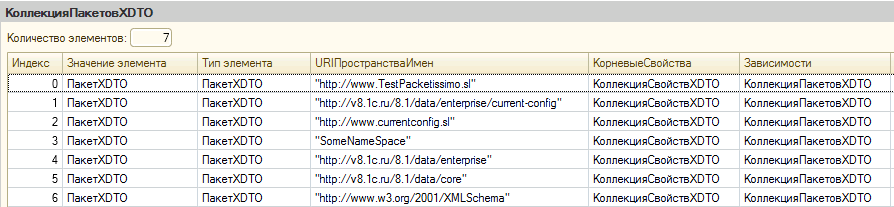 КоллекцияПакетовXDTO
Количество элементов: 7
Индекс Значение элемента Тип элемента URIПространстваИмен КорневыеСвойства Зависимости
0 ПакетXDTO ПакетXDTO "http://www.TestPacketissimo.sl" КоллекцияСвойствXDTO КоллекцияПакетовXDTO
1 ПакетXDTO ПакетXDTO "http://v8.1c.ru/8.1/data/enterprise/current-config" КоллекцияСвойствXDTO КоллекцияПакетовXDTO
2 ПакетXDTO ПакетXDTO "http://www.currentconfig.sl" КоллекцияСвойствXDTO КоллекцияПакетовXDTO
3 ПакетXDTO ПакетXDTO "SomeNameSpace" КоллекцияСвойствXDTO КоллекцияПакетовXDTO
4 ПакетXDTO ПакетXDTO "http://v8.1c.ru/8.1/data/enterprise" КоллекцияСвойствXDTO КоллекцияПакетовXDTO
5 ПакетXDTO ПакетXDTO "http://v8.1c.ru/8.1/data/core" КоллекцияСвойствXDTO КоллекцияПакетовXDTO
6 ПакетXDTO ПакетXDTO "http://www.w3.org/2001/XMLSchema" КоллекцияСвойствXDTO КоллекцияПакетовXDTO